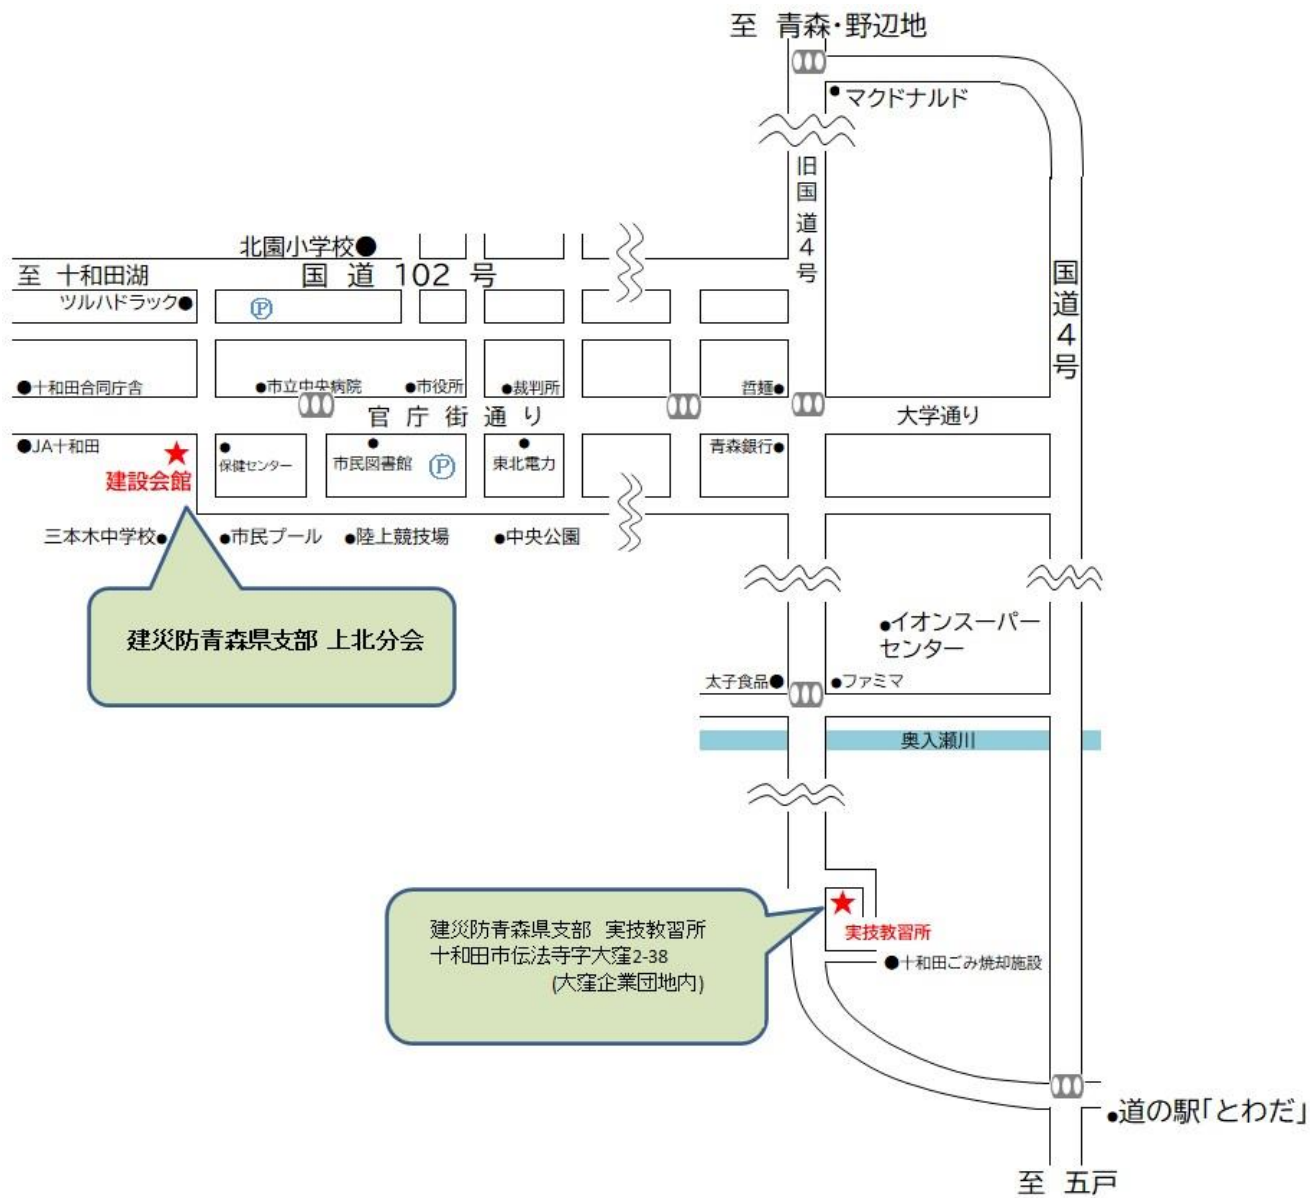 至 青森・野辺地
マクドナルド
旧国道4号
国道4号
北園小学校
至 十和田湖
国道102号
ツルハドラック
Ⓟ
十和田合同庁舎
市立中央病院
市役所
裁判所
哲麺
官庁街通り
大学通り
JA十和田
建設会館
保健センター
市民図書館
Ⓟ
東北電力
青森銀行
三本木中学校
市民プール
陸上競技場
中央公園
建災防青森県支部 上北分会
イオンスーパー
センター
太子食品
ファミマ
奥入瀬川
建災防青森県支部 実技教習所
十和田市伝法寺字大窪2-38
(大窪企業団地内)
実技教習所
十和田ごみ焼却施設
道の駅「とわだ」
至 五戸